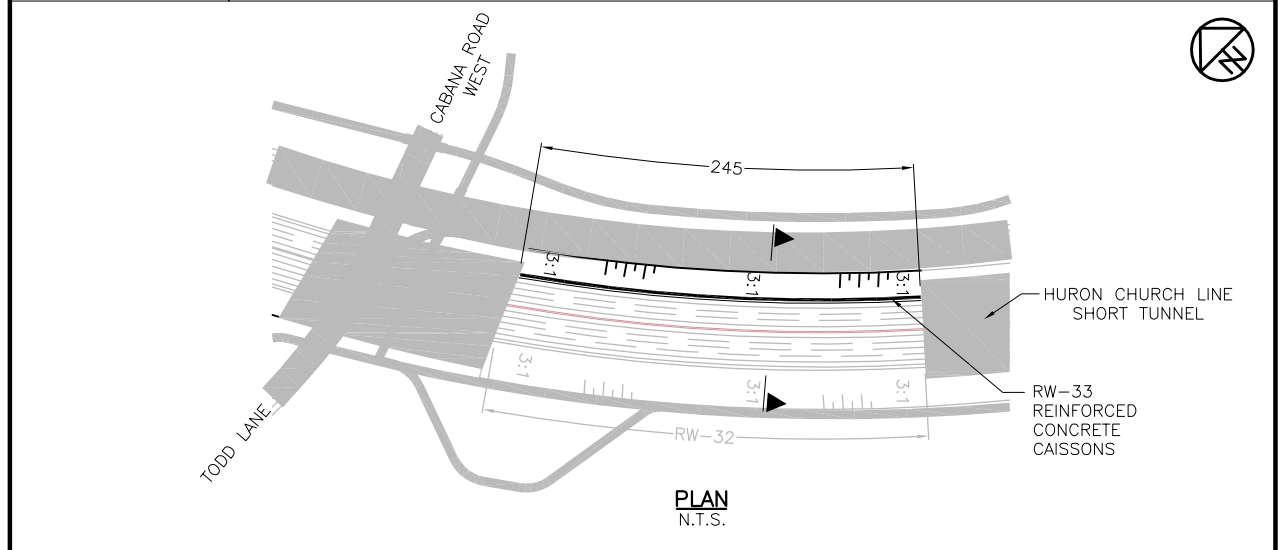 CABANA ROAD
WEST
245
3:1
3:1
3:1
HURON CHURCH LINE
SHORT TUNNEL
3:1
3:1
3:1
RW-33
REINFORCED
CONCRETE
CAISSONS
RW-32
TODD LANE
PLAN
N.T.S.